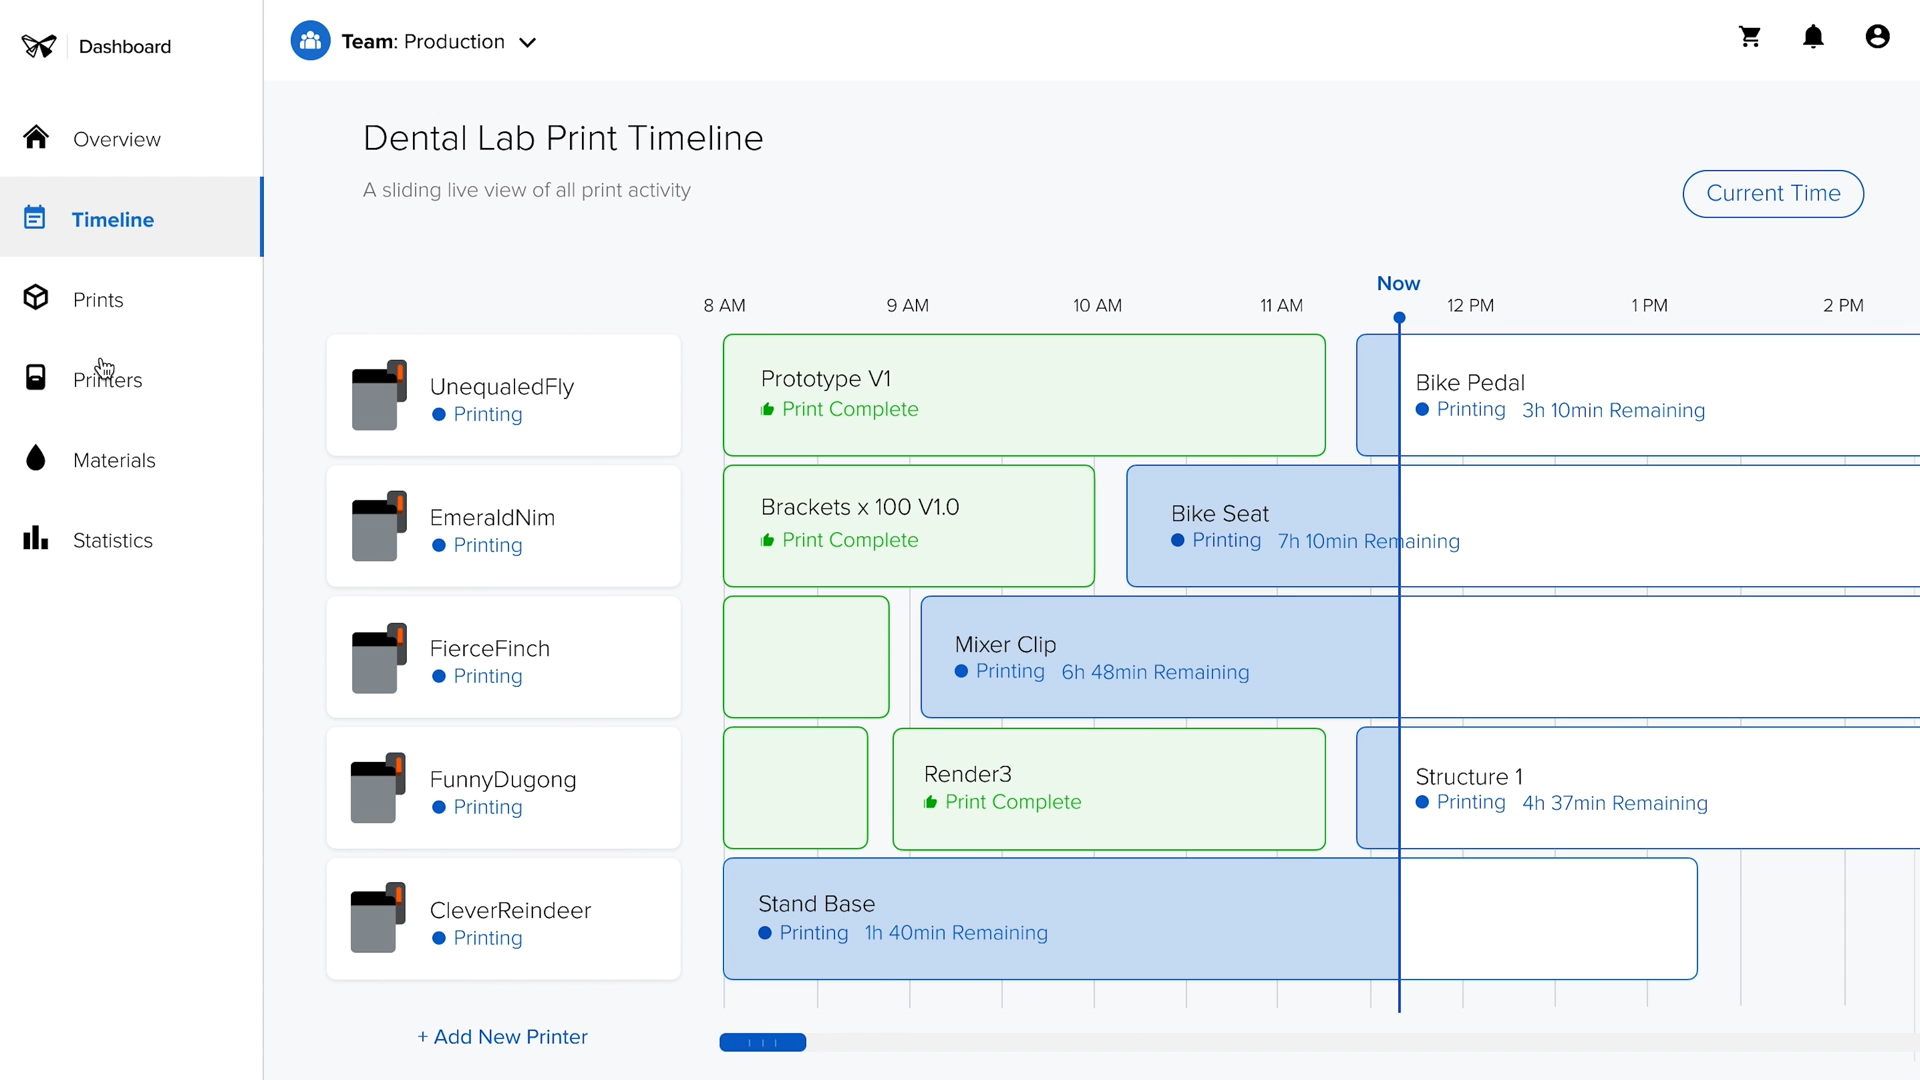 Dashboard
Team: Production
Overview
Timeline
Prints
Printers
Materials
Statistics
Dental Lab Print Timeline
A sliding live view of all print activity
Current Time
Now
8 AM 9 AM 10 AM 11 AM 12 PM 1 PM 2 PM
UnequaledFly
Printing
Prototype V1
Print Complete
Bike Pedal
Printing 3h 10min Remaining
EmeraldNim
Printing
Brackets x 100 V1.0
Print Complete
Bike Seat
Printing 7h 10min Remaining
FierceFinch
Printing
Mixer Clip
Printing 6h 48min Remaining
FunnyDugong
Printing
Render3
Print Complete
Structure 1
Printing 4h 37min Remaining
CleverReindeer
Printing
Stand Base
Printing 1h 40min Remaining
+ Add New Printer